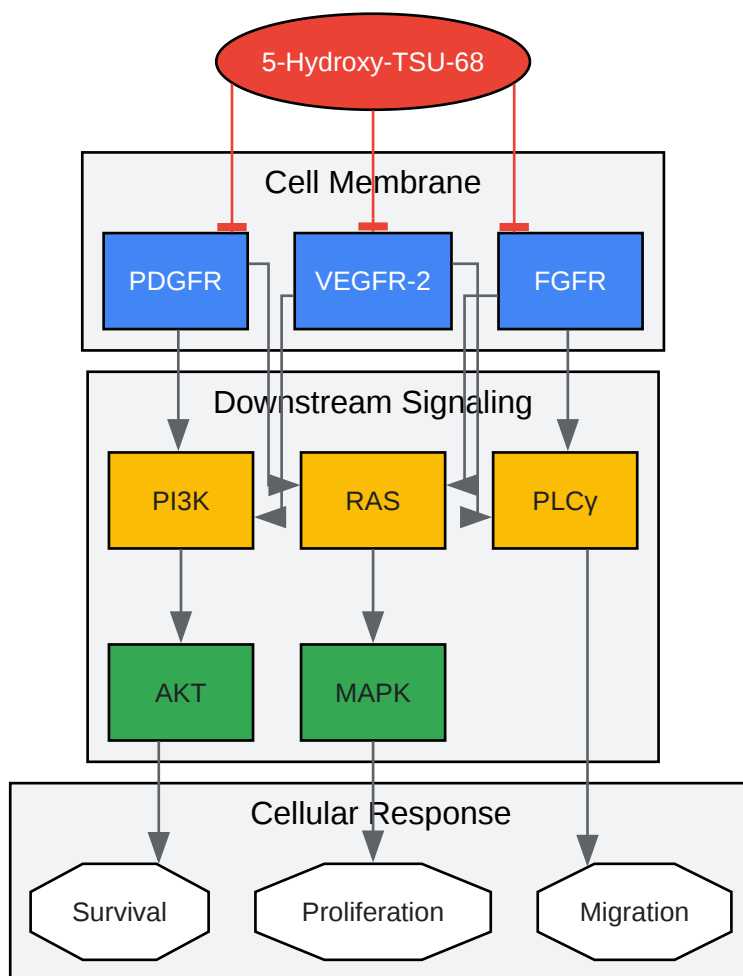 5-Hydroxy-TSU-68
Cell Membrane
PDGFR
VEGFR-2
FGFR
Downstream Signaling
PI3K
RAS
PLCγ
AKT
MAPK
Cellular Response
Survival
Proliferation
Migration